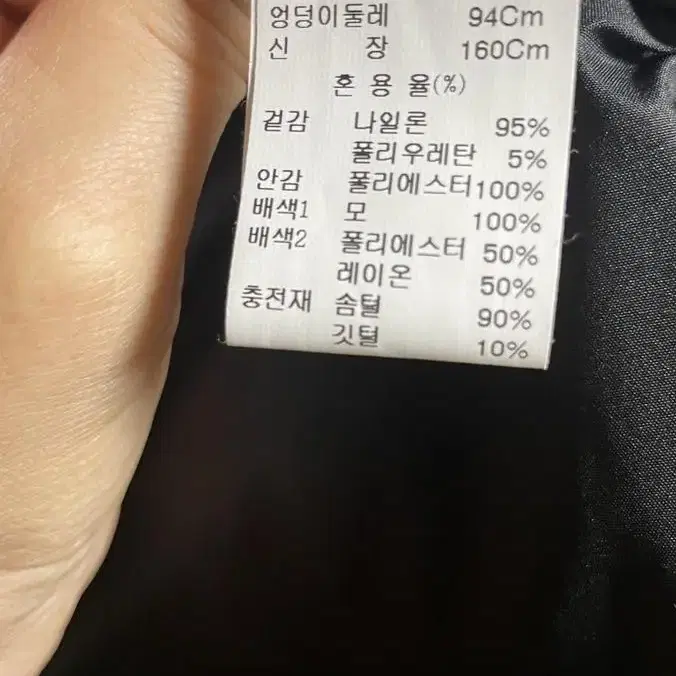 엉덩이둘레 94Cm
신 장 160Cm
혼 용 율(%)
겉감 나일론 95%
폴리우레탄 5%
안감 폴리에스터 100%
배색1 모 100%
배색2 폴리에스터 50%
레이온 50%
충전재 솜털 90%
깃털 10%